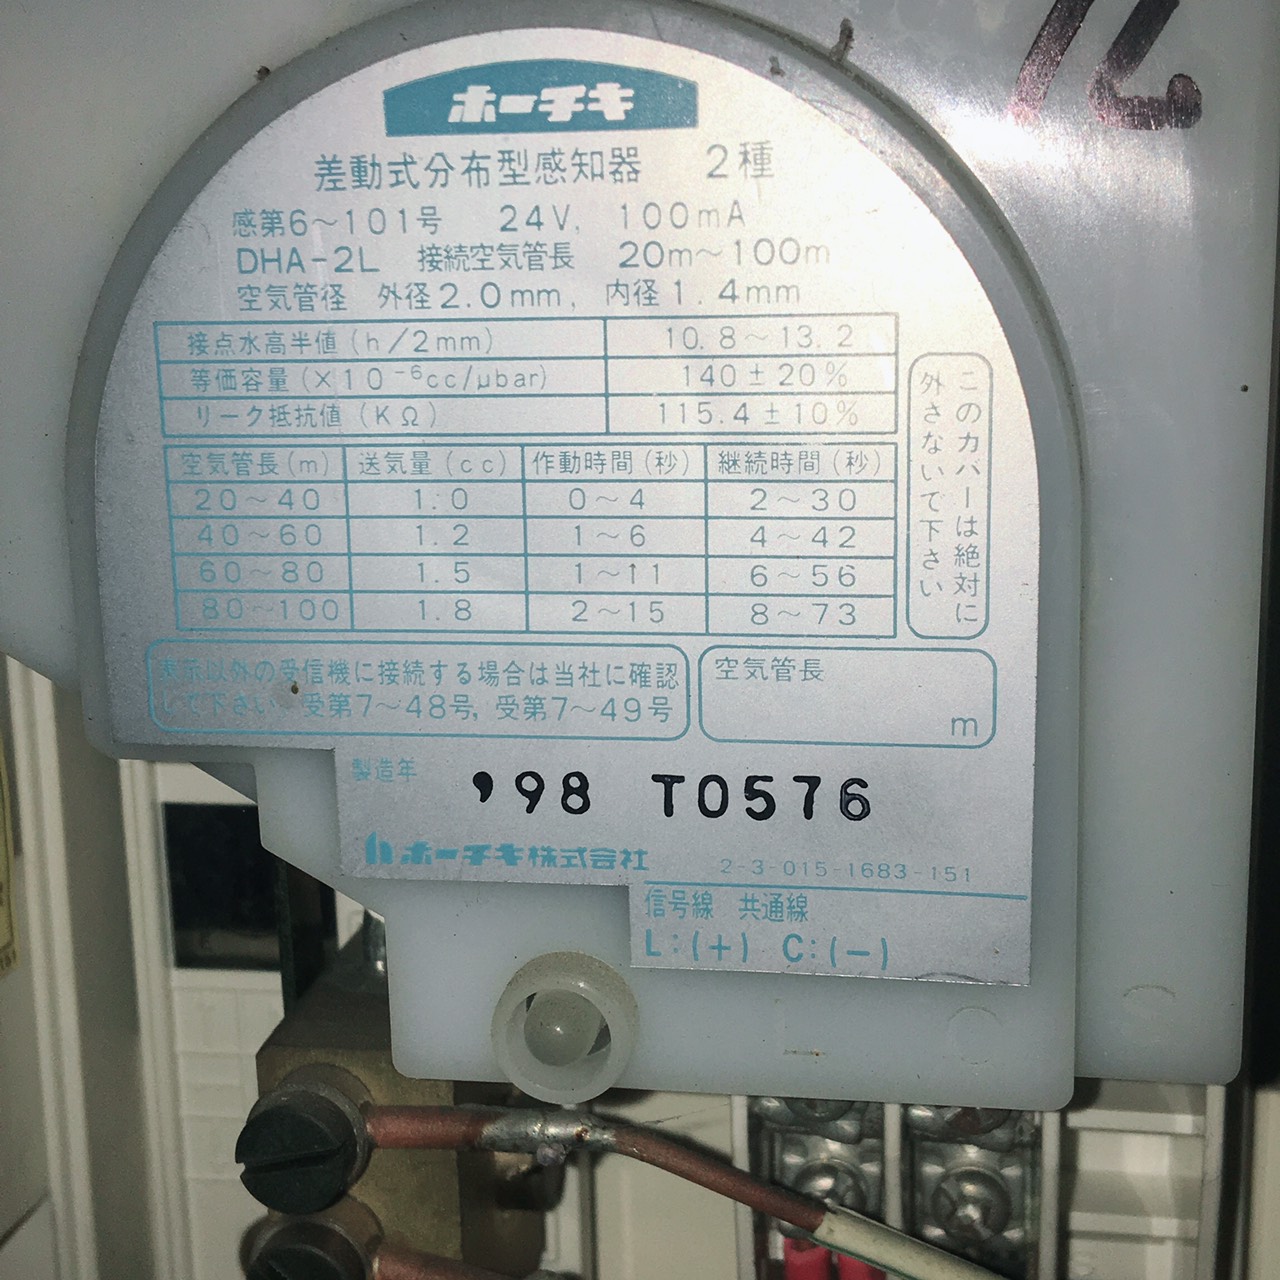 ホーチキ
差動式分布型感知器 2種
感第6～101号 24V, 100mA
DHA-2L 接続空気管長 20m～100m
空気管径 外径2.0mm, 内径1.4mm
接点水高半値(h/2mm) 10.8～13.2
等価容量(×10⁻⁶cc/μbar) 140±20%
リーク抵抗値(KΩ) 115.4±10%
空気管長(m) 送気量(cc) 作動時間(秒) 継続時間(秒)
20～40 1.0 0～4 2～30
40～60 1.2 1～6 4～42
60～80 1.5 1～11 6～56
80～100 1.8 2～15 8～73
このカバーは絶対に
外さないで下さい
表示以外の受信機に接続する場合は当社に確認
して下さい。受第7～48号, 受第7～49号
空気管長
m
製造年 '98 T0576
ホーチキ株式会社 2-3-015-1683-151
信号線 共通線
L:(+) C:(-)